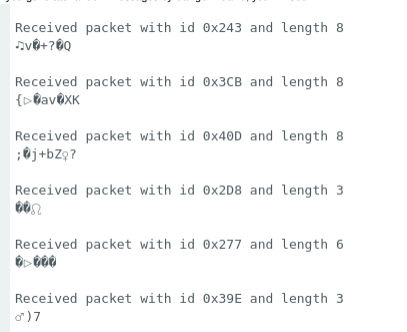 Received packet with id 0x243 and length 8
♫v�+?�Q
Received packet with id 0x3CB and length 8
{▷�av�XK
Received packet with id 0x40D and length 8
;�j+bZ♀?
Received packet with id 0x2D8 and length 3
��☊
Received packet with id 0x277 and length 6
�▷���
Received packet with id 0x39E and length 3
♂)7